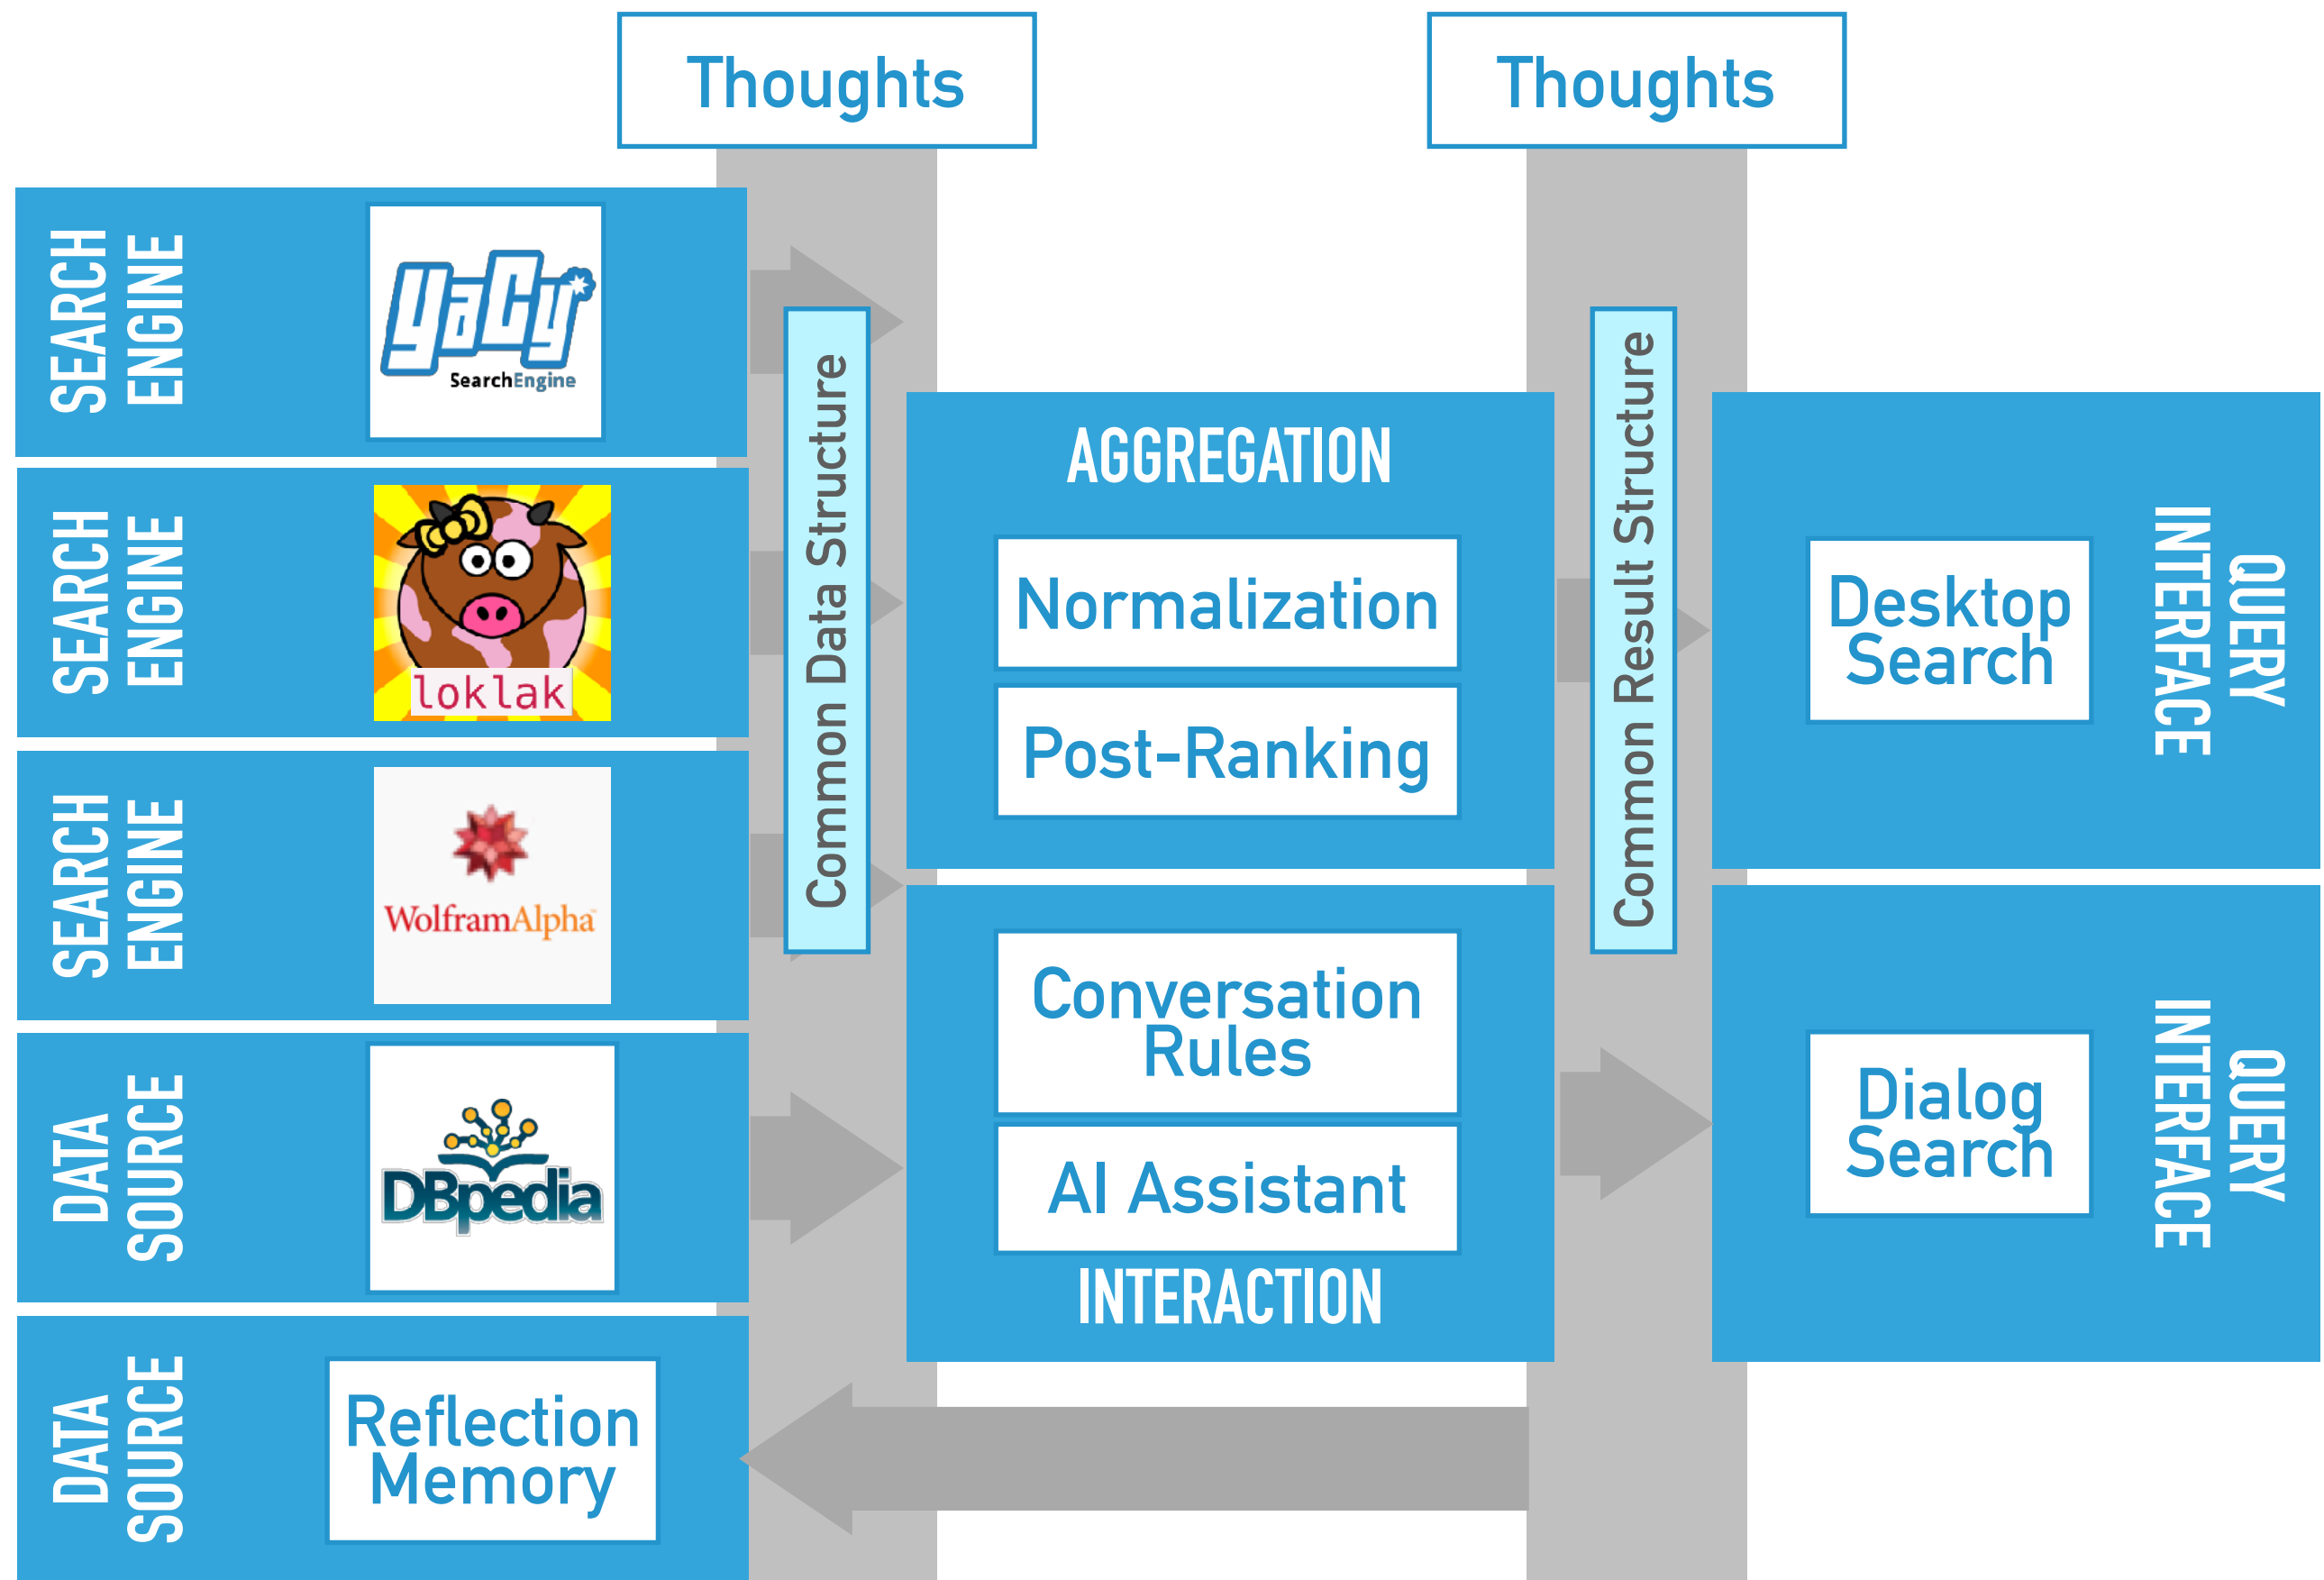 Thoughts
Thoughts
SEARCH
ENGINE
YaCy
SearchEngine
SEARCH
ENGINE
loklak
SEARCH
ENGINE
WolframAlpha
DATA
SOURCE
DBpedia
DATA
SOURCE
Reflection
Memory
Common Data Structure
AGGREGATION
Normalization
Post-Ranking
Conversation
Rules
AI Assistant
INTERACTION
Common Result Structure
Desktop
Search
QUERY
INTERFACE
Dialog
Search
QUERY
INTERFACE